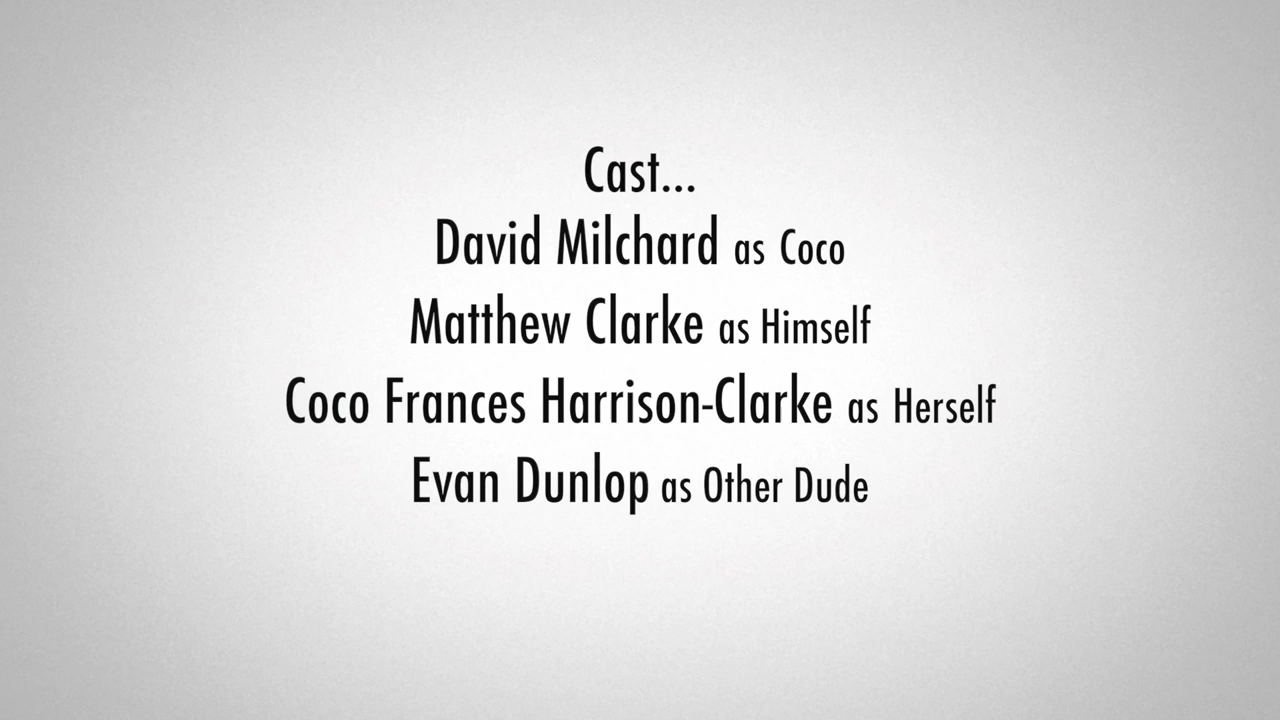 Cast...
David Milchard as Coco
Matthew Clarke as Himself
Coco Frances Harrison-Clarke as Herself
Evan Dunlop as Other Dude